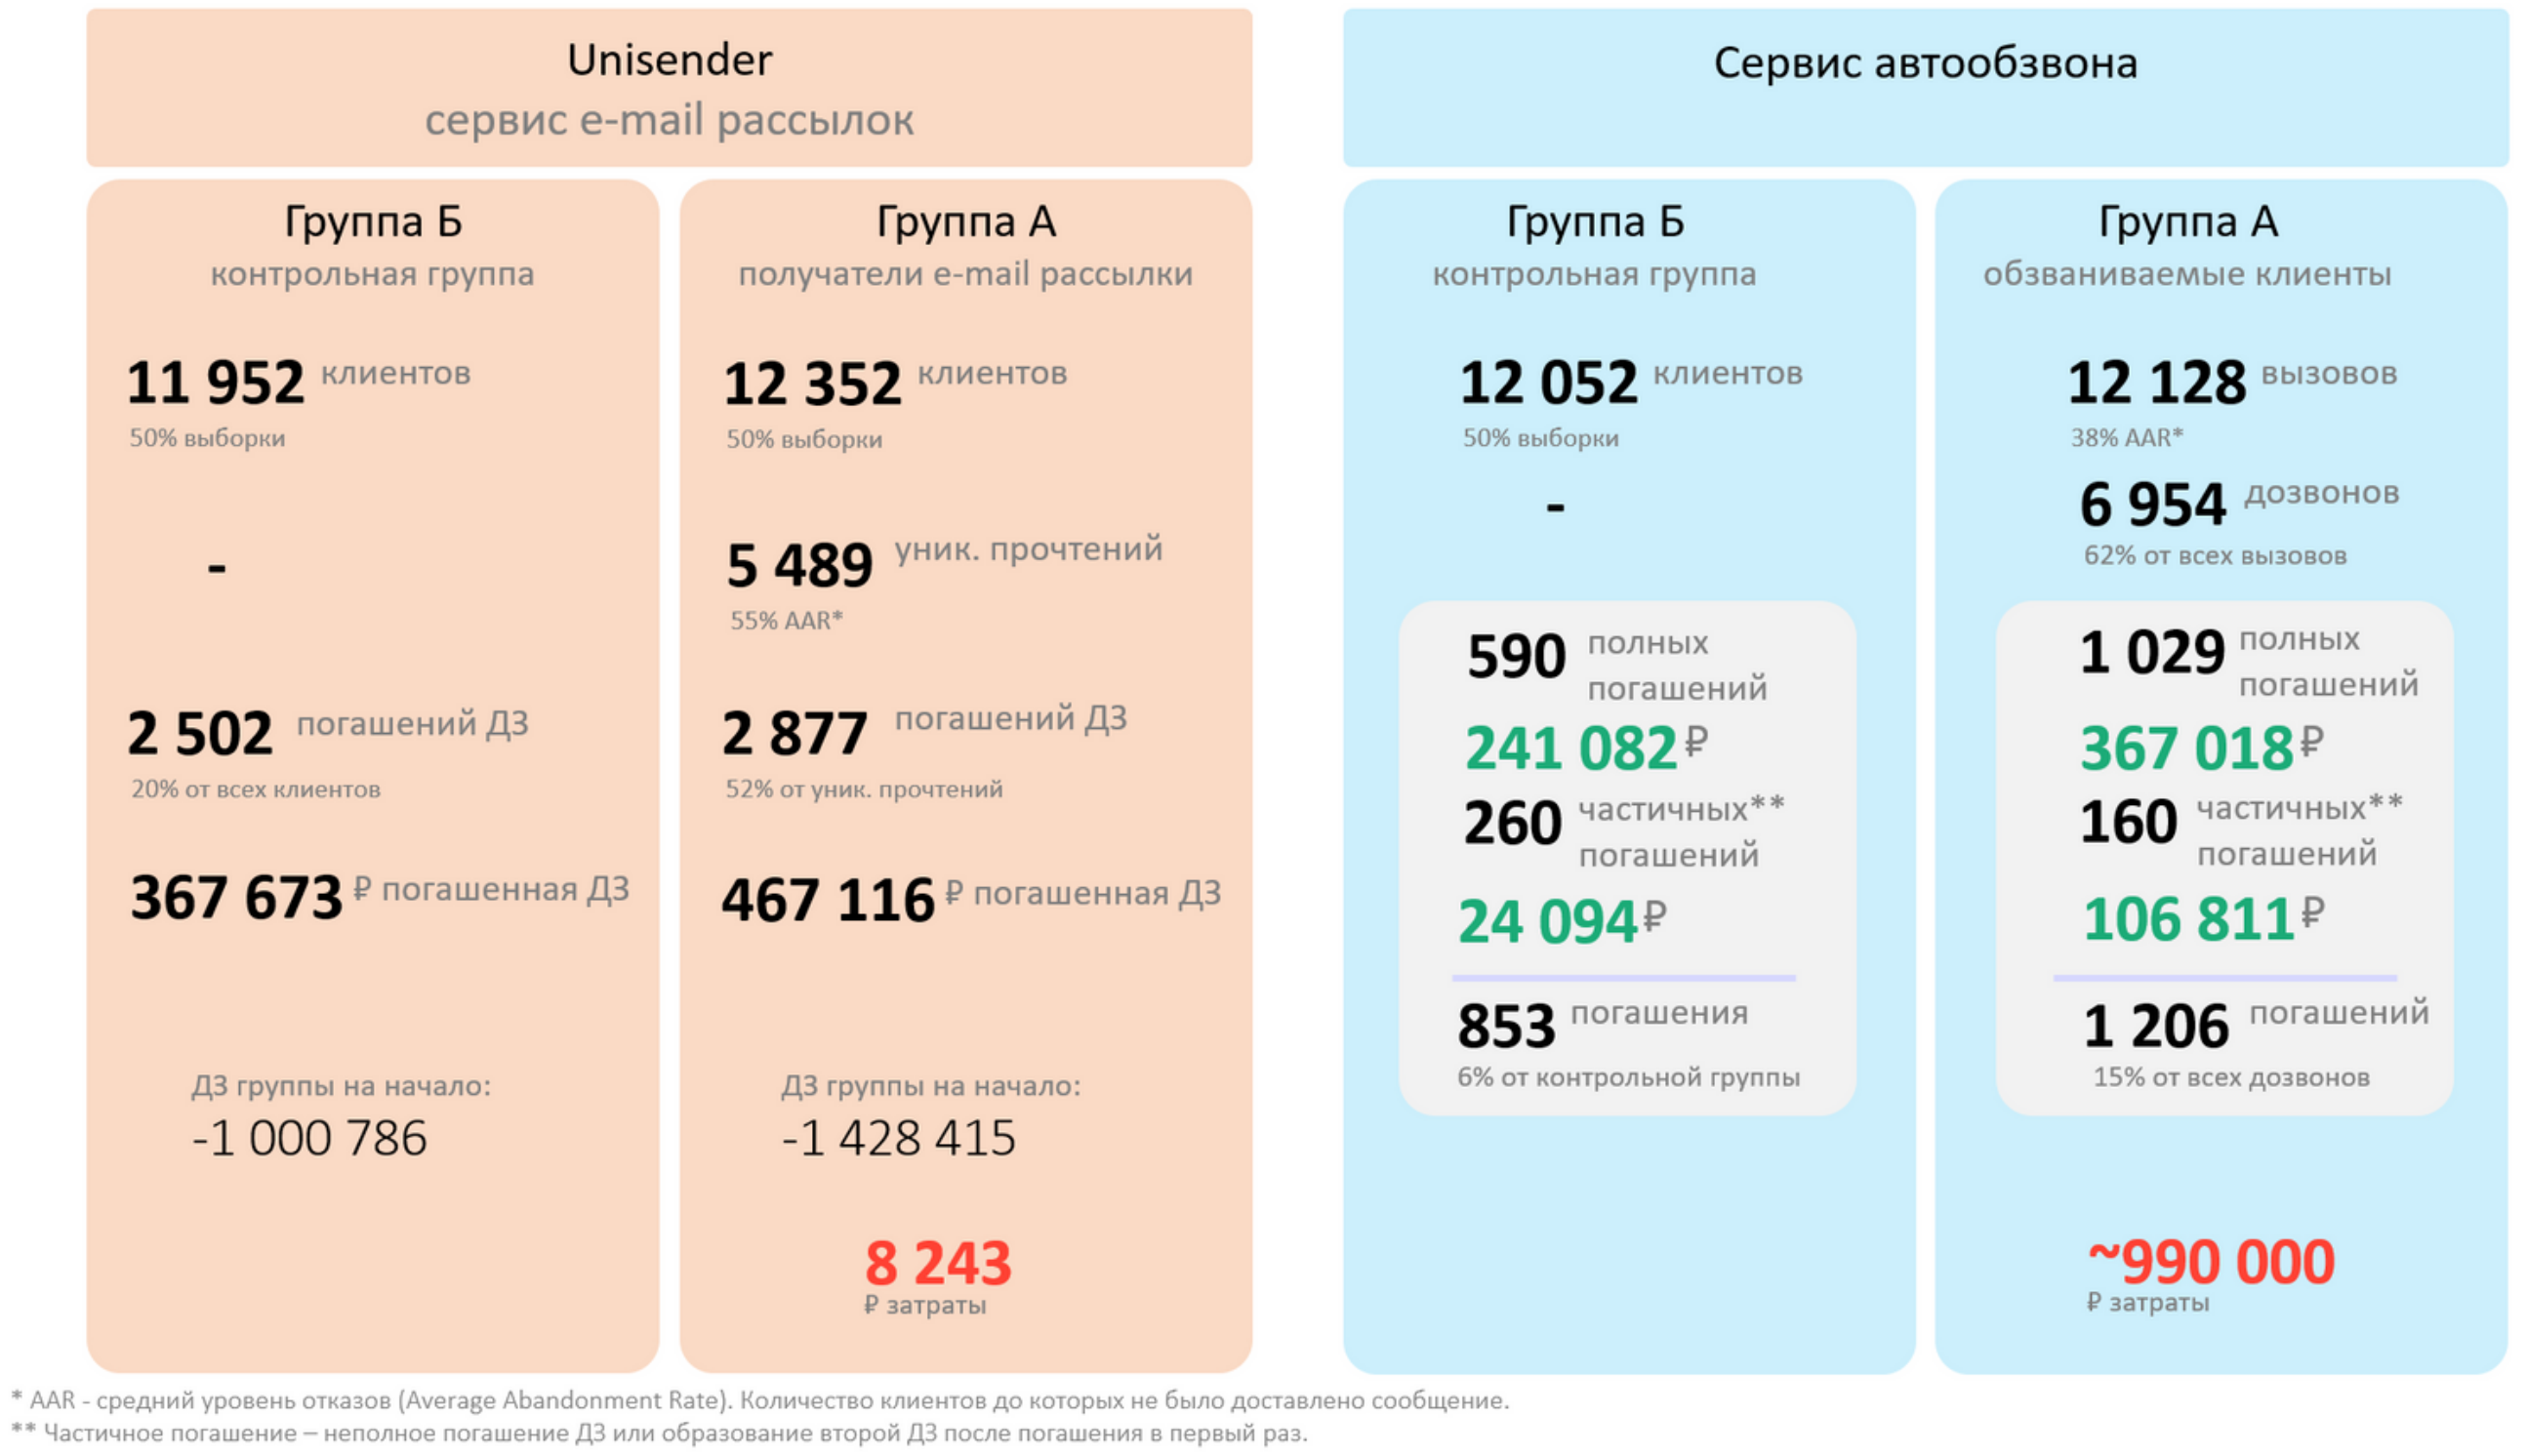 Unisender
сервис e-mail рассылок
Группа Б
контрольная группа
11 952 клиентов
50% выборки
-
2 502 погашений ДЗ
20% от всех клиентов
367 673 ₽ погашенная ДЗ
ДЗ группы на начало:
-1 000 786
Группа А
получатели e-mail рассылки
12 352 клиентов
50% выборки
5 489 уник. прочтений
55% AAR*
2 877 погашений ДЗ
52% от уник. прочтений
467 116 ₽ погашенная ДЗ
ДЗ группы на начало:
-1 428 415
8 243
₽ затраты
Сервис автообзвона
Группа Б
контрольная группа
12 052 клиентов
50% выборки
-
590 полных
погашений
241 082 ₽
260 частичных**
погашений
24 094 ₽
853 погашения
6% от контрольной группы
Группа А
обзваниваемые клиенты
12 128 вызовов
38% AAR*
6 954 дозвонов
62% от всех вызовов
1 029 полных
погашений
367 018 ₽
160 частичных**
погашений
106 811 ₽
1 206 погашений
15% от всех дозвонов
~990 000
₽ затраты
* AAR - средний уровень отказов (Average Abandonment Rate). Количество клиентов до которых не было доставлено сообщение.
** Частичное погашение – неполное погашение ДЗ или образование второй ДЗ после погашения в первый раз.